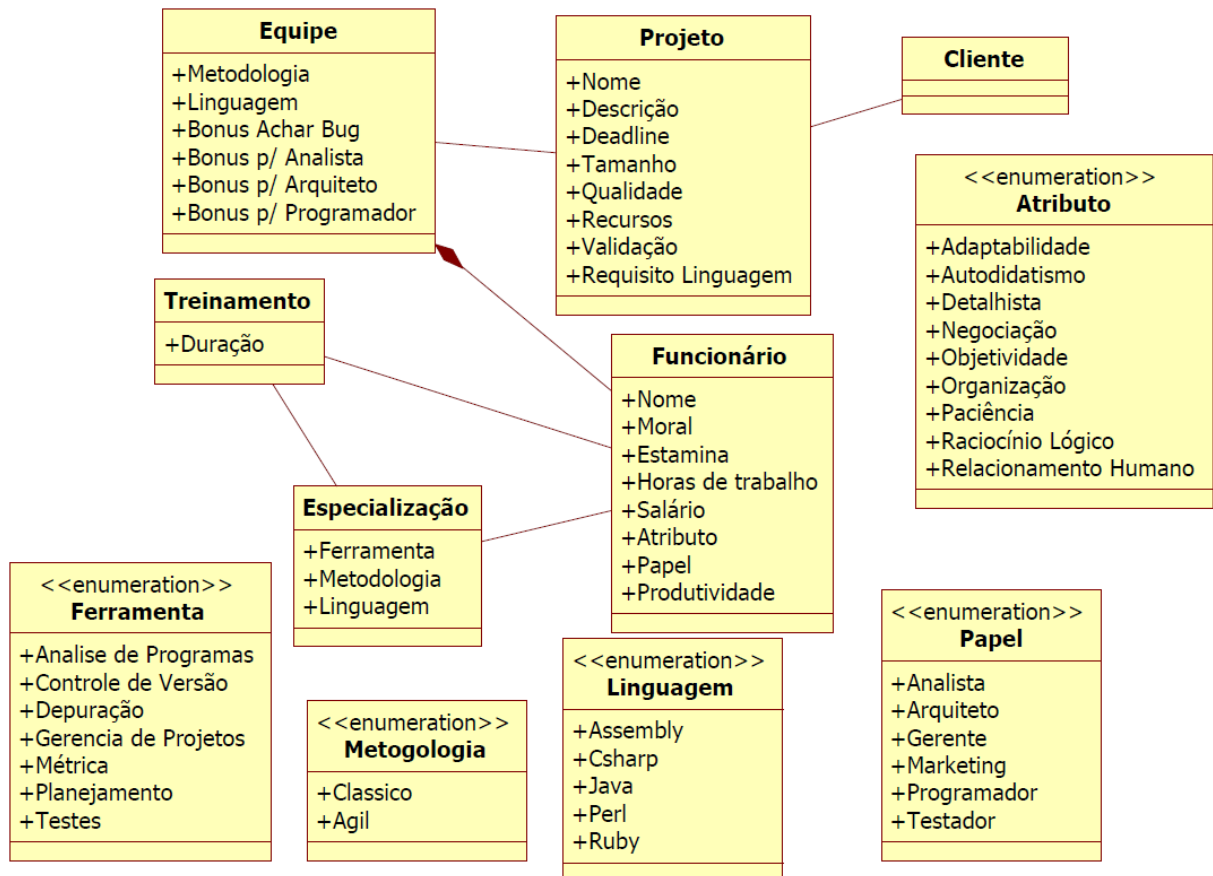 Equipe
+Metodologia
+Linguagem
+Bonus Achar Bug
+Bonus p/ Analista
+Bonus p/ Arquiteto
+Bonus p/ Programador
Projeto
+Nome
+Descrição
+Deadline
+Tamanho
+Qualidade
+Recursos
+Validação
+Requisito Linguagem
Cliente
<<enumeration>>
Atributo
+Adaptabilidade
+Autodidatismo
+Detalhista
+Negociação
+Objetividade
+Organização
+Paciência
+Raciocínio Lógico
+Relacionamento Humano
Treinamento
+Duração
Funcionário
+Nome
+Moral
+Estamina
+Horas de trabalho
+Salário
+Atributo
+Papel
+Produtividade
Especialização
+Ferramenta
+Metodologia
+Linguagem
<<enumeration>>
Ferramenta
+Analise de Programas
+Controle de Versão
+Depuração
+Gerencia de Projetos
+Métrica
+Planejamento
+Testes
<<enumeration>>
Metogologia
+Classico
+Agil
<<enumeration>>
Linguagem
+Assembly
+Csharp
+Java
+Perl
+Ruby
<<enumeration>>
Papel
+Analista
+Arquiteto
+Gerente
+Marketing
+Programador
+Testador